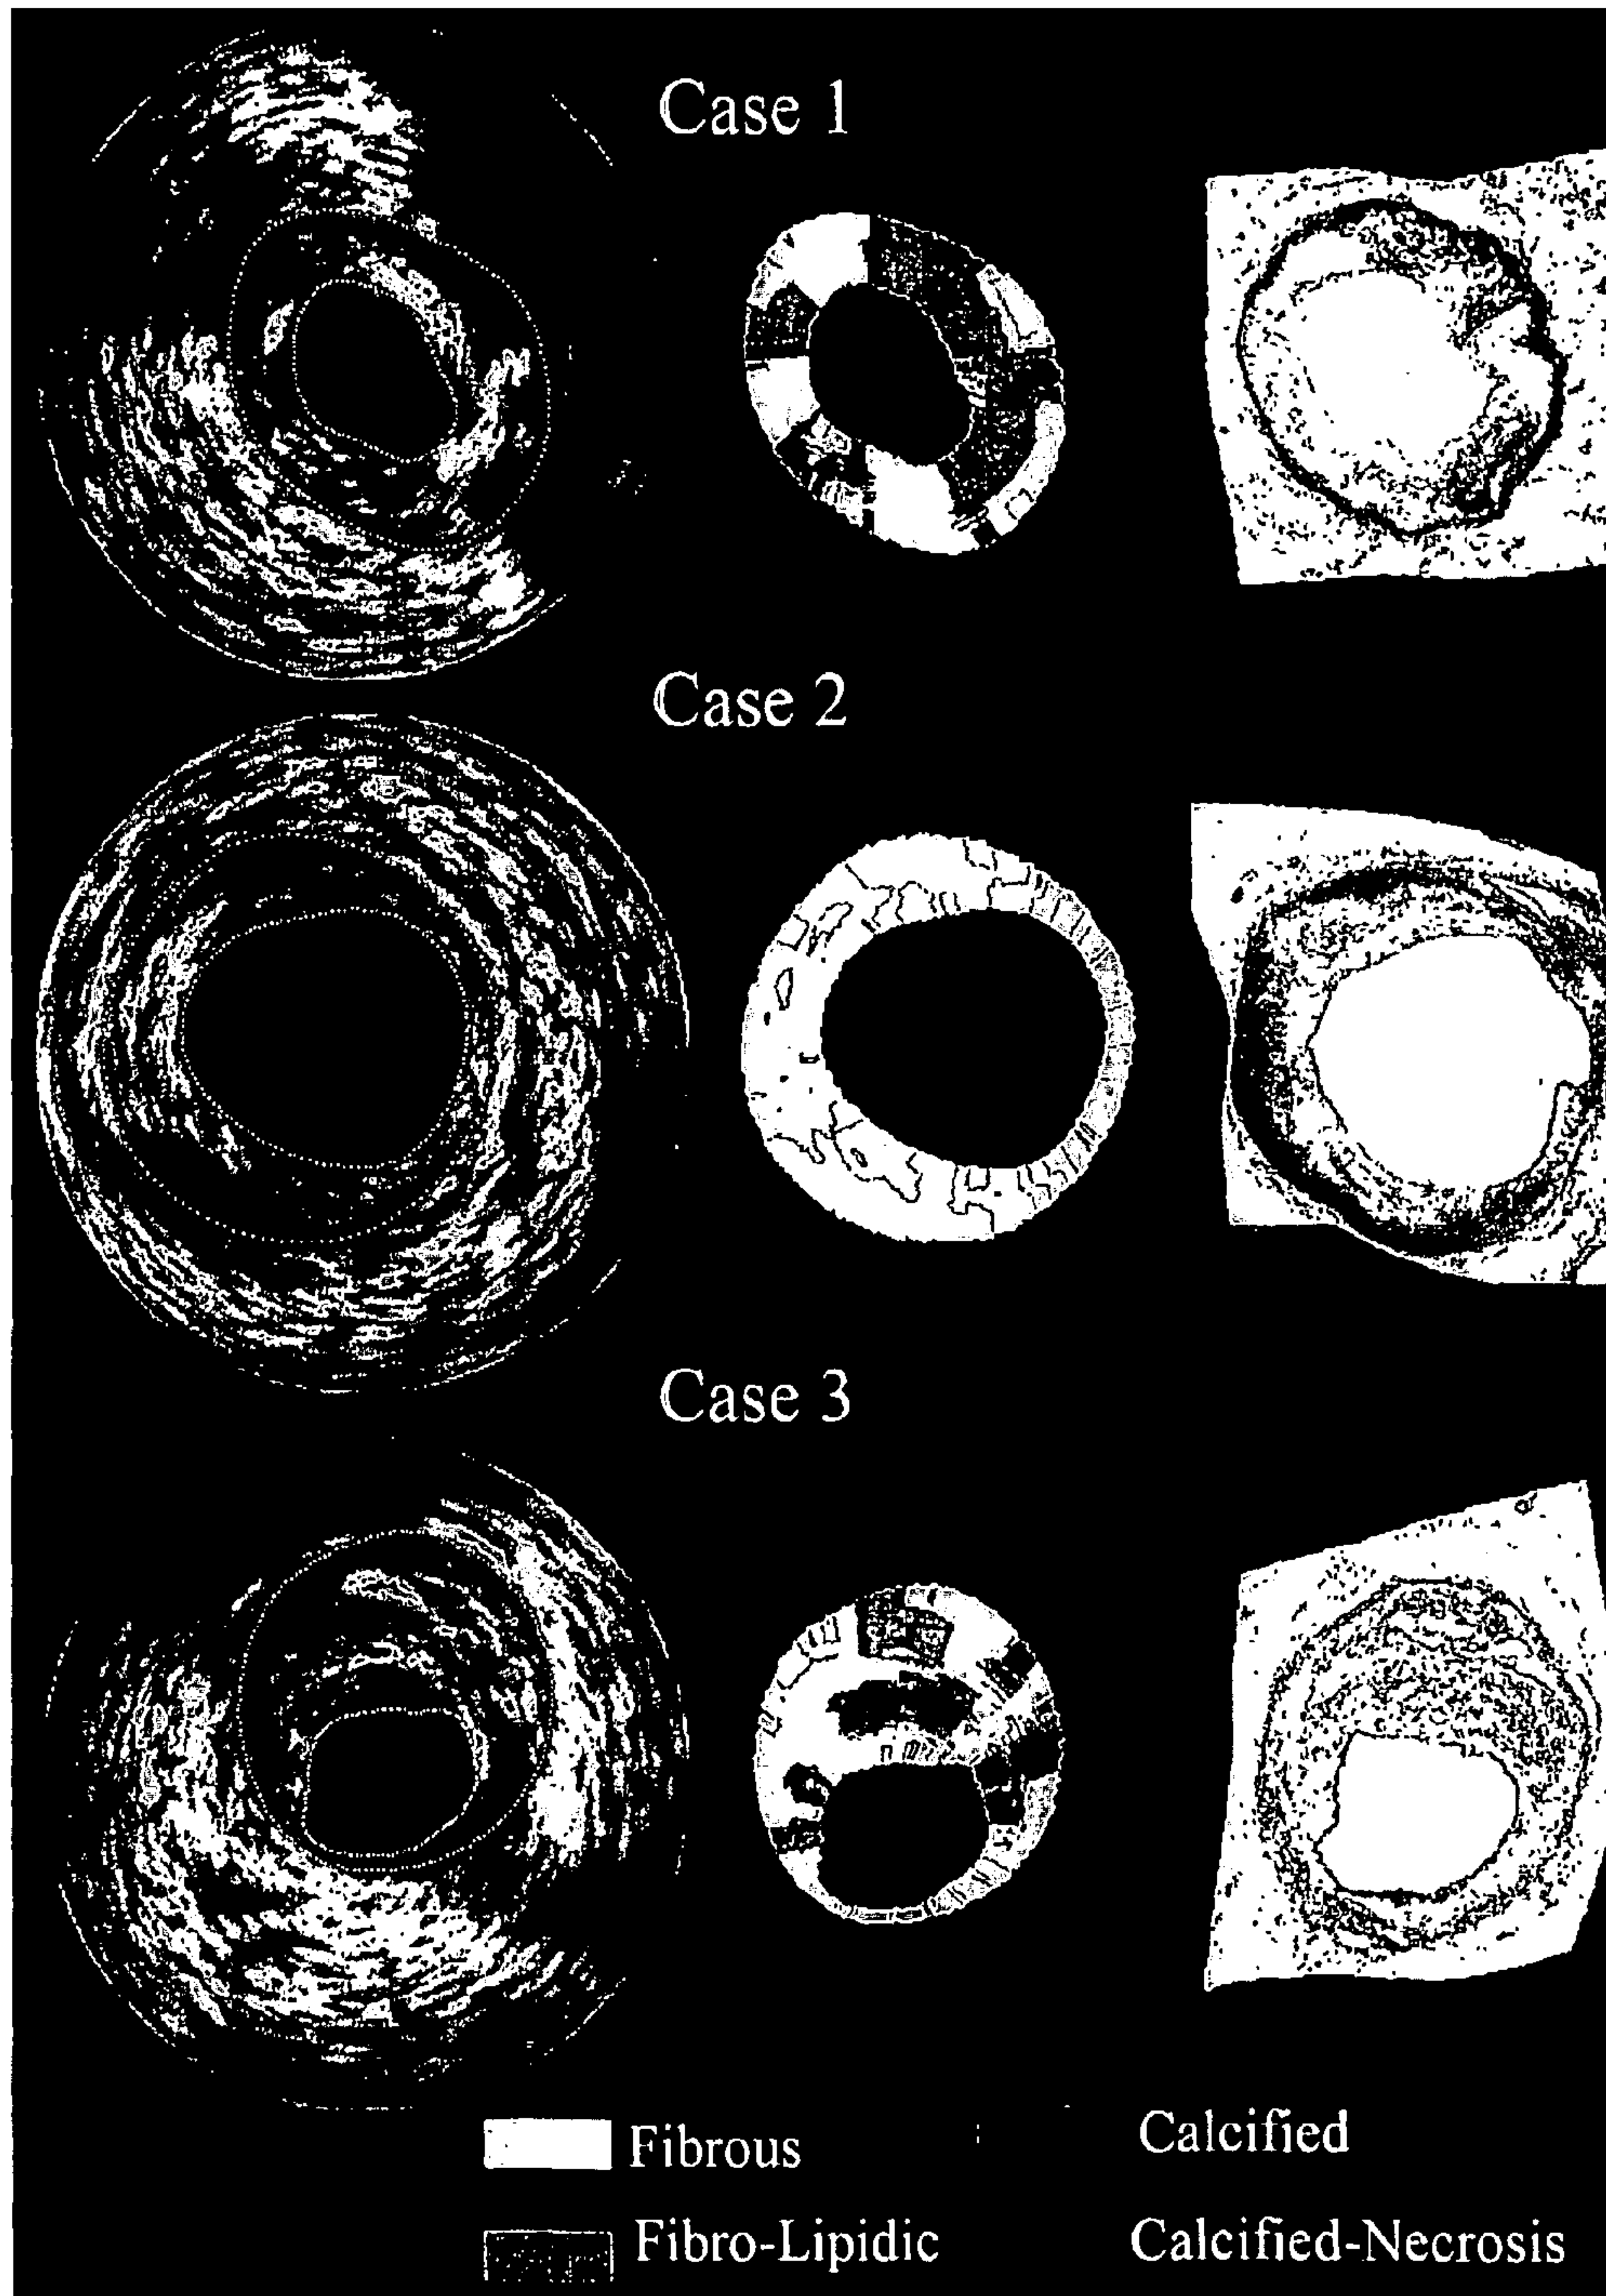 Case 1
Case 2
Case 3
Fibrous
Calcified
Fibro-Lipidic
Calcified-Necrosis